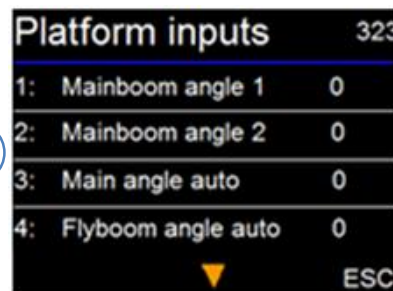 Platform inputs 323
1: Mainboom angle 1 0
2: Mainboom angle 2 0
3: Main angle auto 0
4: Flyboom angle auto 0
ESC